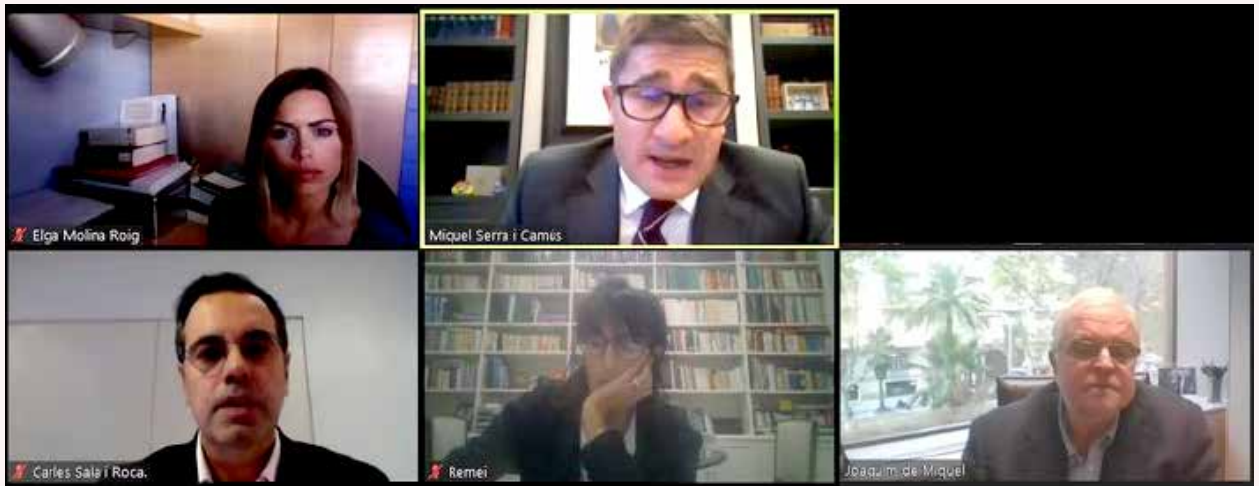 Elga Molina Roig
Miquel Serra i Camús
Carles Sala i Roca.
Remei
Joaquim de Miquel